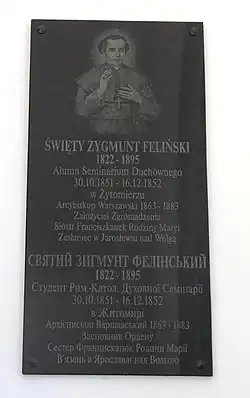 ŚWIĘTY ZYGMUNT FELIŃSKI
1822 - 1895
Alumn Seminarium Duchownego
30.10.1851 - 16.12.1852
w Żytomierzu
Arcybiskup Warszawski 1863 - 1883
Założyciel Zgromadzenia
Sióstr Franciszkanek Rodziny Maryi
Zesłaniec w Jarosławiu nad Wołgą
СВЯТИЙ ЗИГМУНТ ФЕЛІНСЬКИЙ
1822 - 1895
Студент Рим.-Катол. Духовної Семінарії
30.10.1851 - 16.12.1852
в Житомирі
Архієпископ Варшавський 1863 - 1883
Засновник Ордену
Сестер Францисканок Родини Марії
В'язень в Ярославі над Волгою